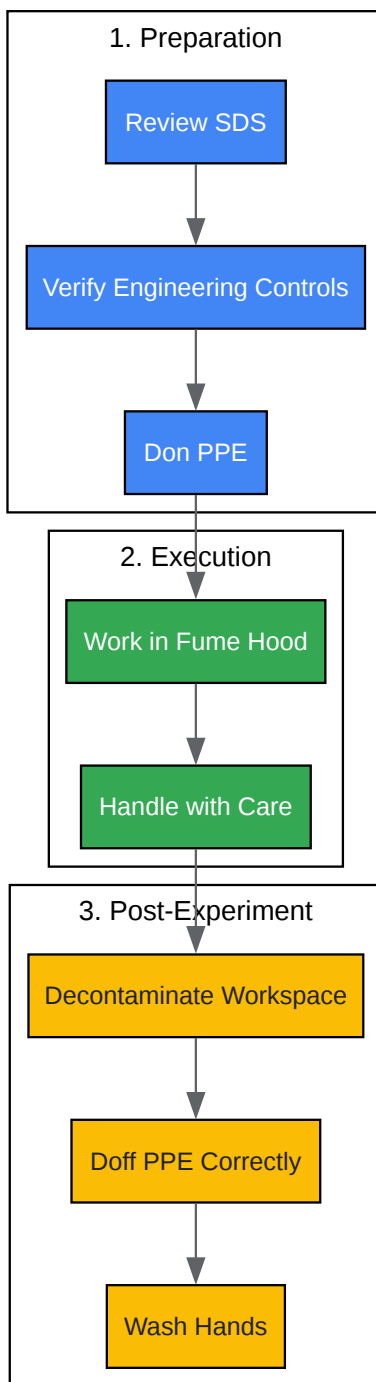 1. Preparation
Review SDS
Verify Engineering Controls
Don PPE
2. Execution
Work in Fume Hood
Handle with Care
3. Post-Experiment
Decontaminate Workspace
Doff PPE Correctly
Wash Hands